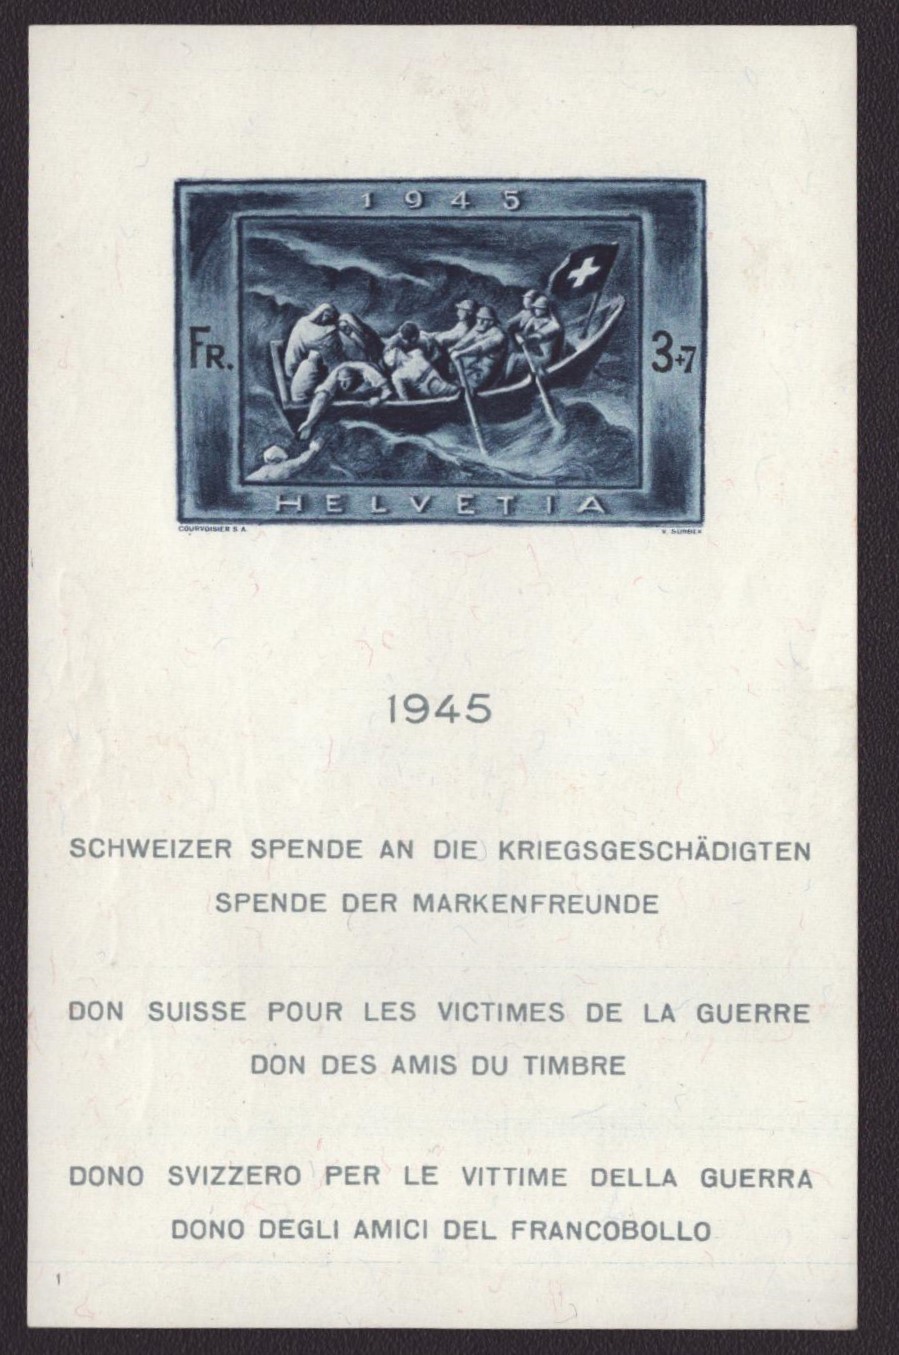 1945
FR.
3+7
HELVETIA
COURVOISIER S A.
1945
SCHWEIZER SPENDE AN DIE KRIEGSGESCHÄDIGTEN
SPENDE DER MARKENFREUNDE
DON SUISSE POUR LES VICTIMES DE LA GUERRE
DON DES AMIS DU TIMBRE
DONO SVIZZERO PER LE VITTIME DELLA GUERRA
DONO DEGLI AMICI DEL FRANCOBOLLO
1